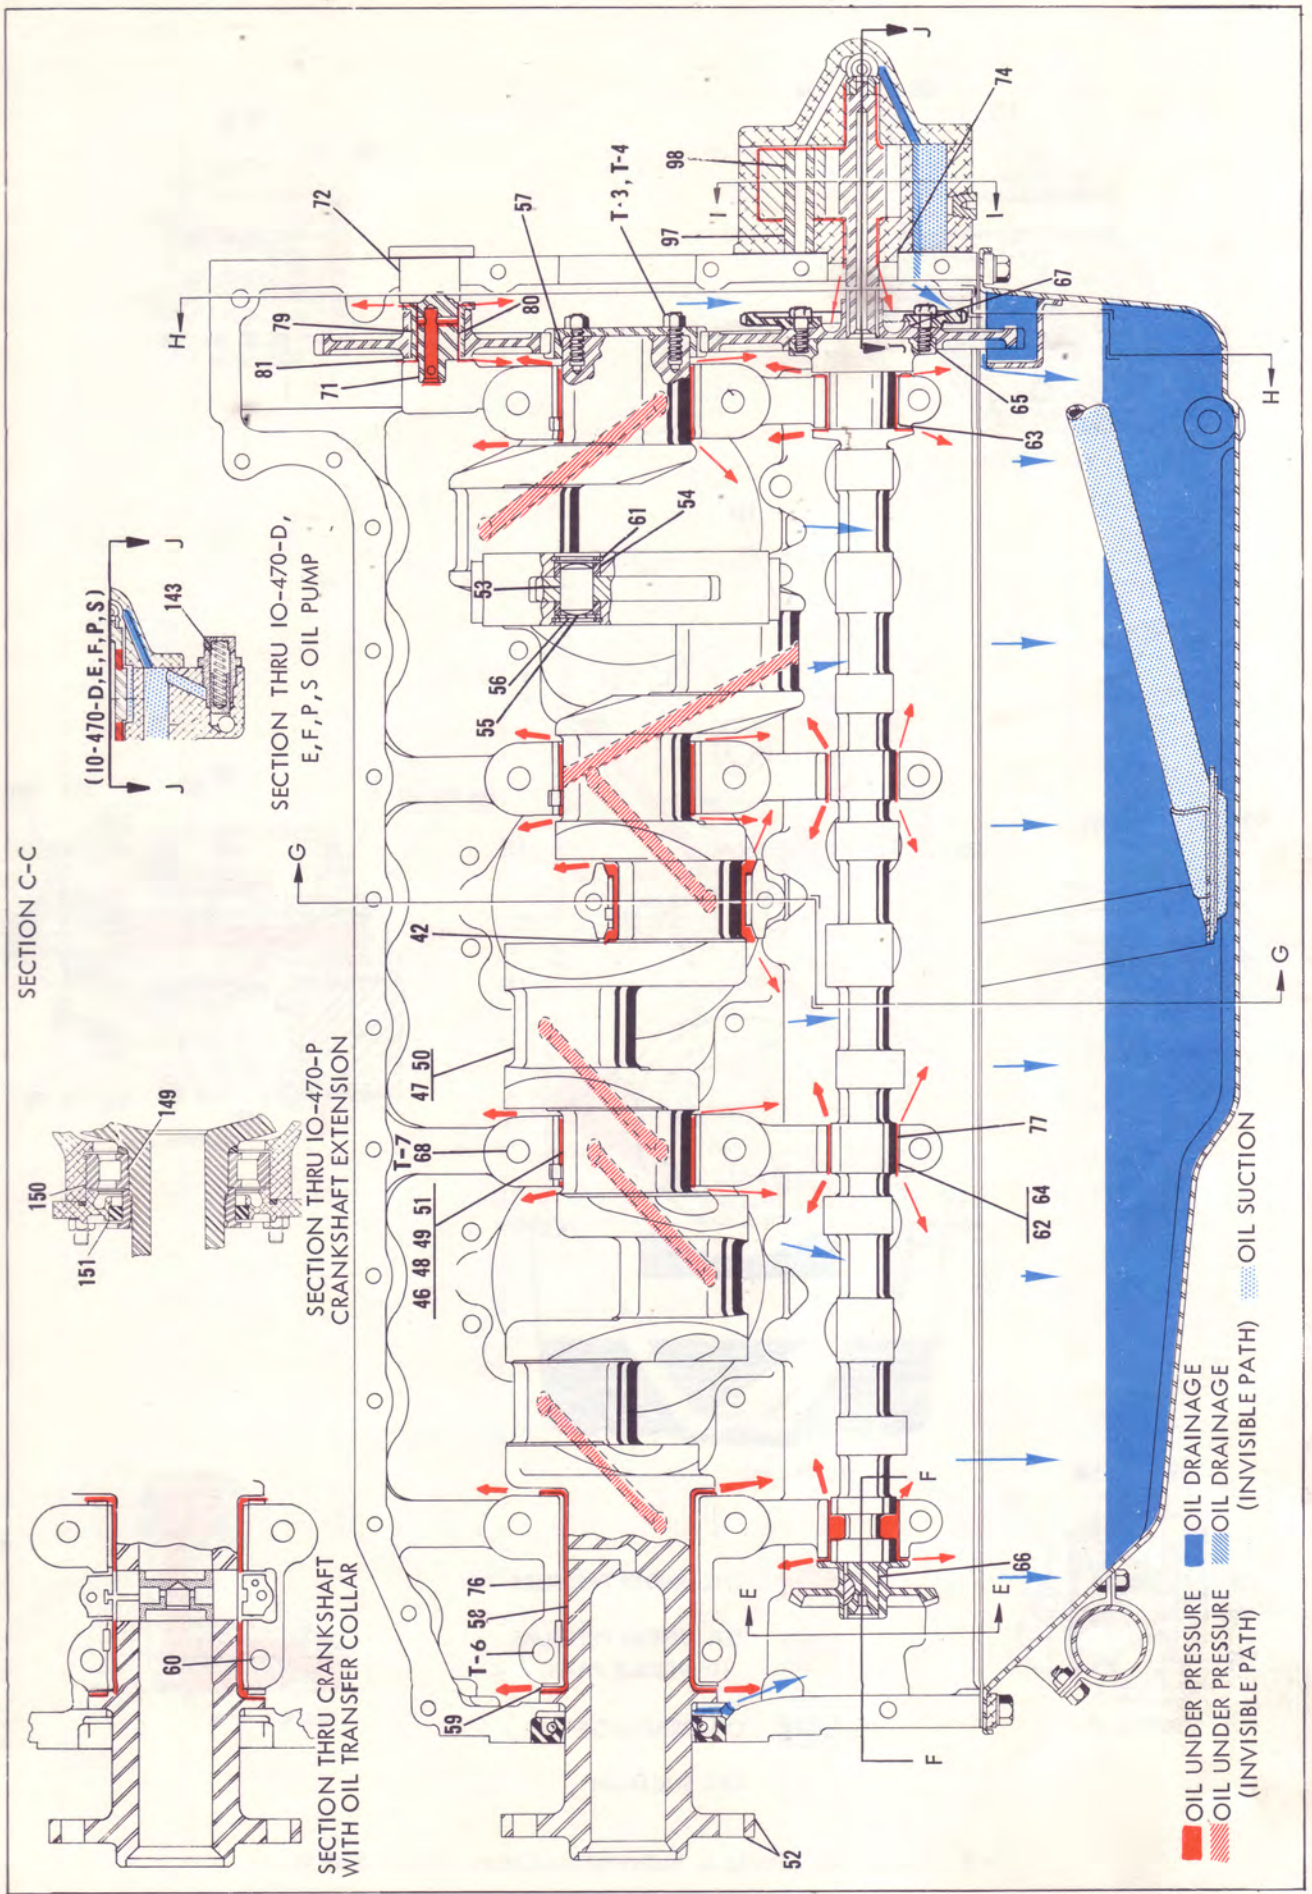 SECTION C-C
(IO-470-D,E,F,P,S)
J
J
143
SECTION THRU IO-470-D,
E, F, P, S OIL PUMP
150
149
151
SECTION THRU IO-470-P
CRANKSHAFT EXTENSION
60
SECTION THRU CRANKSHAFT
WITH OIL TRANSFER COLLAR
H
79
81
71
80
72
57
T-3, T-4
97
98
I
I
J
J
74
67
65
63
H
53
61
54
56
55
G
42
G
47 50
T-7
68
46 48 49 51
77
62 64
T-6
58 76
59
52
E
E
F
F
66
OIL UNDER PRESSURE
OIL UNDER PRESSURE
(INVISIBLE PATH)
OIL DRAINAGE
OIL DRAINAGE
(INVISIBLE PATH)
OIL SUCTION